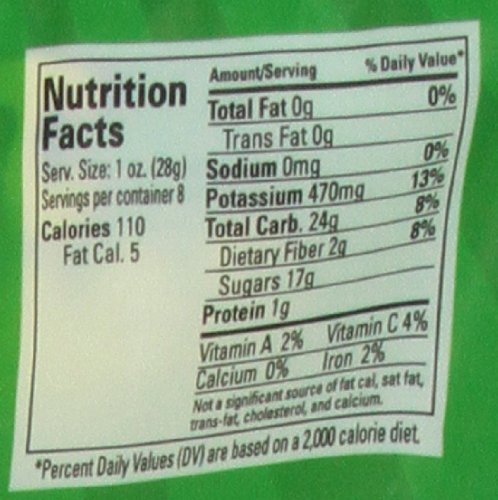 Nutrition
Facts
Serv. Size: 1 oz. (28g)
Servings per container 8
Calories 110
Fat Cal. 5
Amount/Serving % Daily Value*
Total Fat 0g 0%
Trans Fat 0g
Sodium 0mg 0%
Potassium 470mg 13%
Total Carb. 24g 8%
Dietary Fiber 2g 8%
Sugars 17g
Protein 1g
Vitamin A 2% Vitamin C 4%
Calcium 0% Iron 2%
Not a significant source of fat cal, sat fat,
trans-fat, cholesterol, and calcium.
*Percent Daily Values (DV) are based on a 2,000 calorie diet.